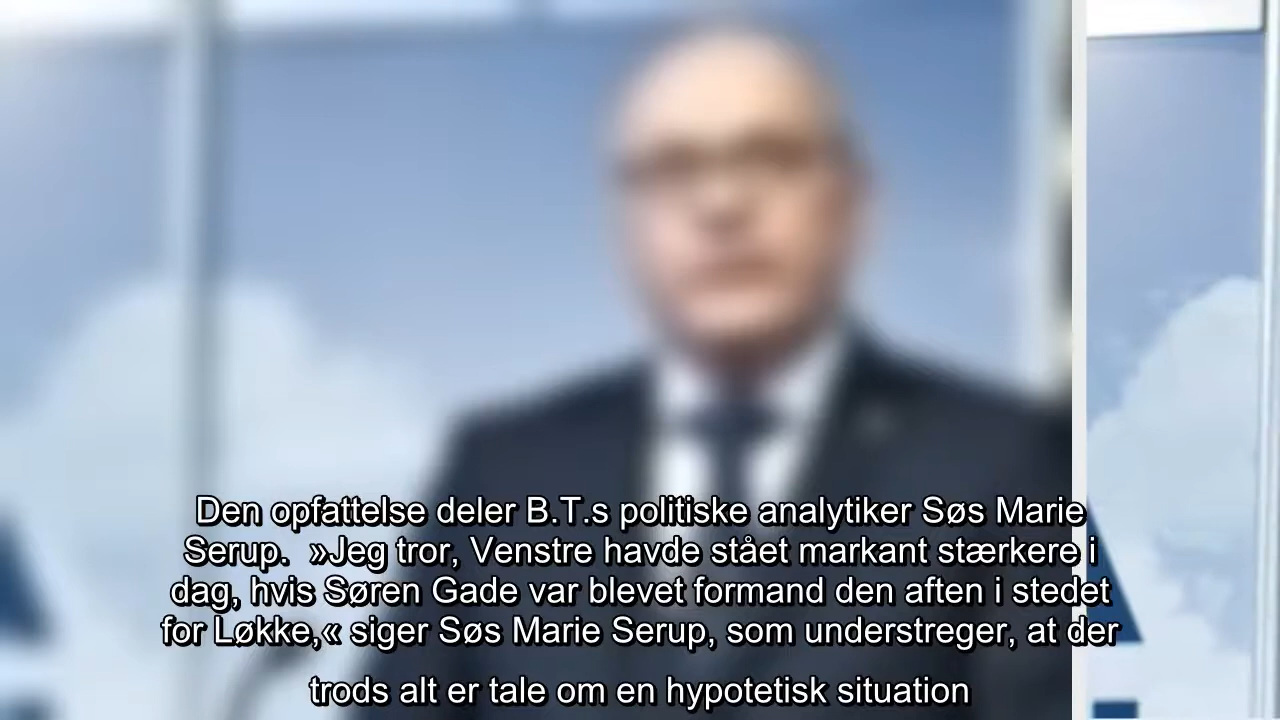 Den opfattelse deler B.T.s politiske analytiker Søs Marie
Serup.  »Jeg tror, Venstre havde stået markant stærkere i
dag, hvis Søren Gade var blevet formand den aften i stedet
for Løkke,« siger Søs Marie Serup, som understreger, at der
trods alt er tale om en hypotetisk situation